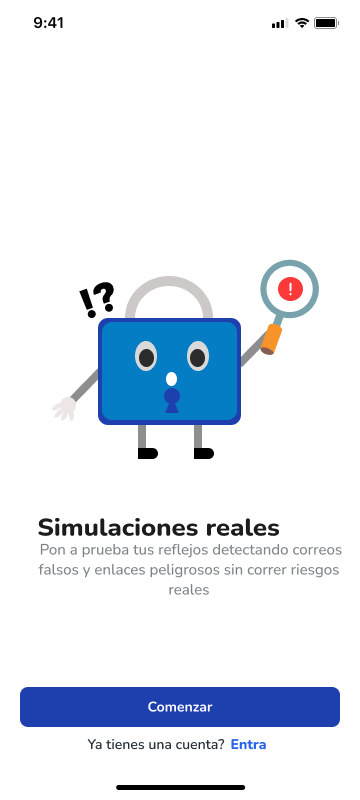 9:41
!?
!
Simulaciones reales
Pon a prueba tus reflejos detectando correos
falsos y enlaces peligrosos sin correr riesgos
reales
Comenzar
Ya tienes una cuenta? Entra